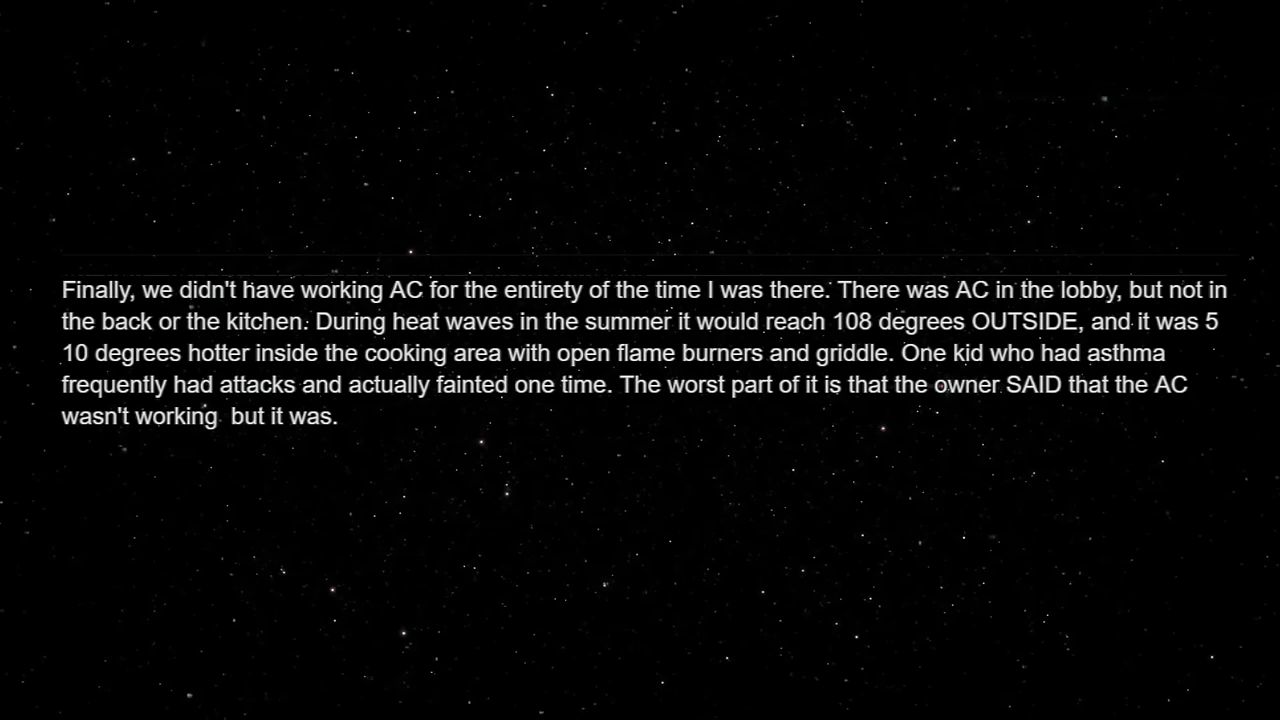 Finally, we didn't have working AC for the entirety of the time I was there. There was AC in the lobby, but not in
the back or the kitchen. During heat waves in the summer it would reach 108 degrees OUTSIDE, and it was 5
10 degrees hotter inside the cooking area with open flame burners and griddle. One kid who had asthma
frequently had attacks and actually fainted one time. The worst part of it is that the owner SAID that the AC
wasn't working  but it was.